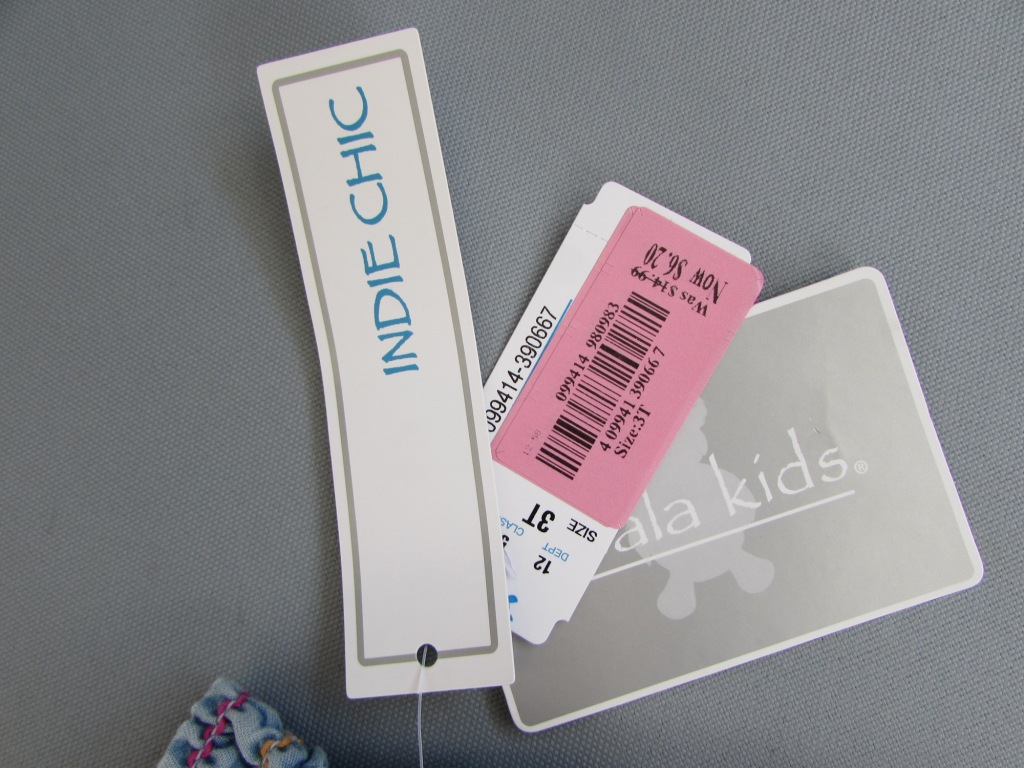 INDIE CHIC
099414-390667
Was $14.99
Now $6.20
099414 980983
4 09941 39066 7
Size:3T
SIZE
3T
DEPT
12
CLAS
ala kids®